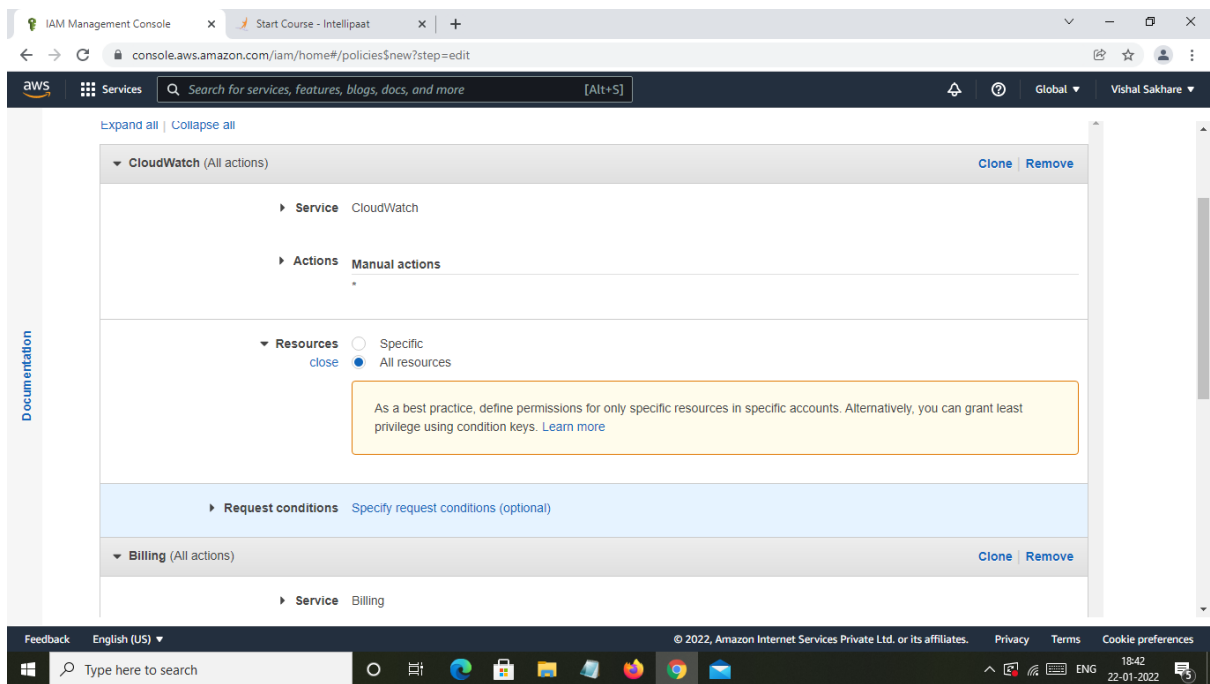 IAM Management Console
Start Course - Intellipaat
console.aws.amazon.com/iam/home#/policies$new?step=edit
aws Services Search for services, features, blogs, docs, and more [Alt+S] Global ▼ Vishal Sakhare ▼
Expand all | Collapse all
CloudWatch (All actions) Clone | Remove
Service CloudWatch
Actions Manual actions
*
Resources Specific
close All resources
As a best practice, define permissions for only specific resources in specific accounts. Alternatively, you can grant least
privilege using condition keys. Learn more
Documentation
Request conditions Specify request conditions (optional)
Billing (All actions) Clone | Remove
Service Billing
Feedback English (US) ▼ © 2022, Amazon Internet Services Private Ltd. or its affiliates. Privacy Terms Cookie preferences
Type here to search ENG 18:42
22-01-2022 5